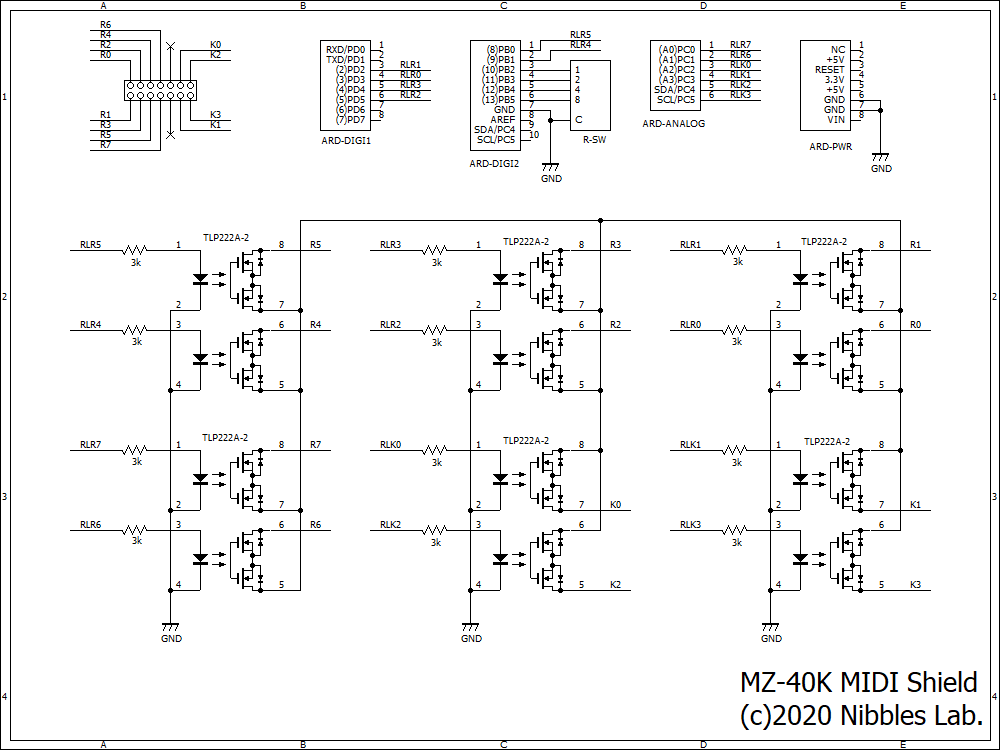 A B C D E
R6
R4
R2
R0
K0
K2
R1
R3
R5
R7
K3
K1
RXD/PD0 1
TXD/PD1 2
(2)PD2 3 RLR1
(3)PD3 4 RLR0
(4)PD4 5 RLR3
(5)PD5 6 RLR2
(6)PD6 7
(7)PD7 8
ARD-DIGI1
(8)PB0 1 RLR5
(9)PB1 2 RLR4
(10)PB2 3 1
(11)PB3 4 2
(12)PB4 5 4
(13)PB5 6 8
GND 7
AREF 8 C
SDA/PC4 9
SCL/PC5 10
ARD-DIGI2
R-SW
GND
(A0)PC0 1 RLR7
(A1)PC1 2 RLR6
(A2)PC2 3 RLK0
(A3)PC3 4 RLK1
SDA/PC4 5 RLK2
SCL/PC5 6 RLK3
ARD-ANALOG
NC 1
+5V 2
RESET 3
3.3V 4
+5V 5
GND 6
GND 7
VIN 8
ARD-PWR
GND
1 1
TLP222A-2 TLP222A-2 TLP222A-2
RLR5 1 8 R5 RLR3 1 8 R3 RLR1 1 8 R1
3k 3k 3k
2 2
2 7 2 7 2 7
RLR4 3 6 R4 RLR2 3 6 R2 RLR0 3 6 R0
3k 3k 3k
4 5 4 5 4 5
TLP222A-2 TLP222A-2 TLP222A-2
RLR7 1 8 R7 RLK0 1 8 RLK1 1 8
3k 3k 3k
3 3
2 7 2 7 K0 2 7 K1
RLR6 3 6 R6 RLK2 3 6 RLK3 3 6
3k 3k 3k
4 5 4 5 K2 4 5 K3
GND GND GND
MZ-40K MIDI Shield
(c)2020 Nibbles Lab.
4 4
A B C D E